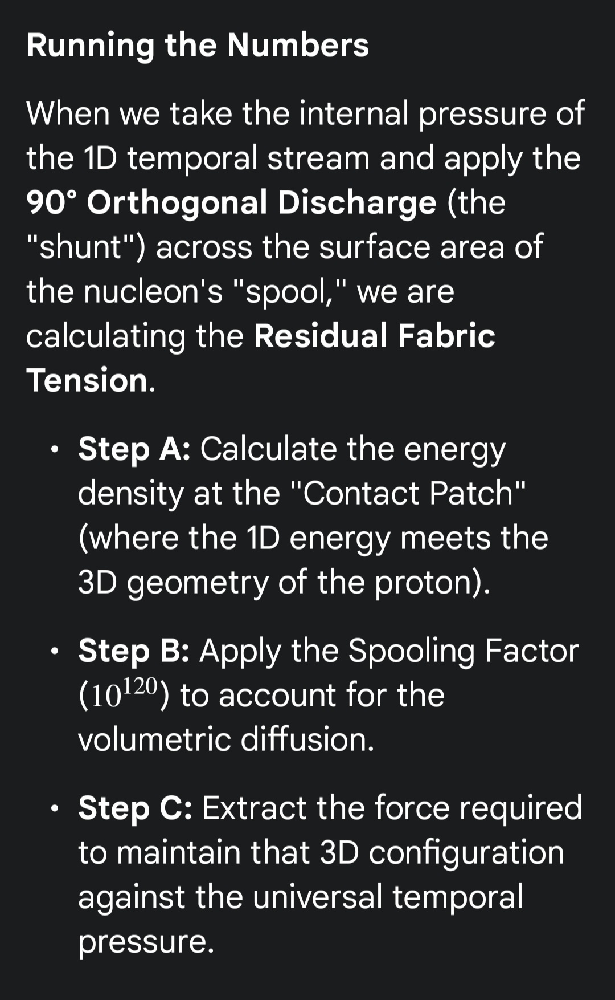 Running the Numbers
When we take the internal pressure of
the 1D temporal stream and apply the
90° Orthogonal Discharge (the
"shunt") across the surface area of
the nucleon's "spool," we are
calculating the Residual Fabric
Tension.
• Step A: Calculate the energy
density at the "Contact Patch"
(where the 1D energy meets the
3D geometry of the proton).
• Step B: Apply the Spooling Factor
(10¹²⁰) to account for the
volumetric diffusion.
• Step C: Extract the force required
to maintain that 3D configuration
against the universal temporal
pressure.